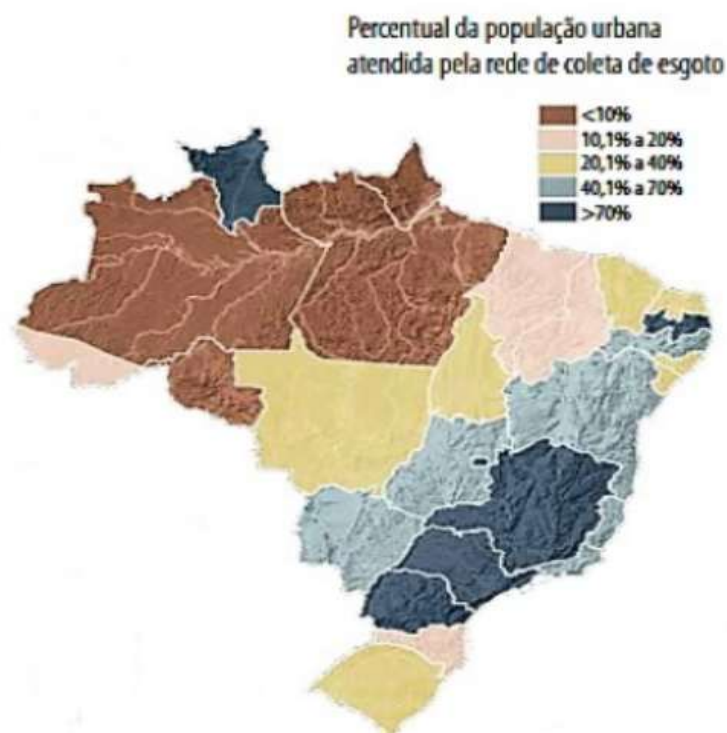 Percentual da população urbana
atendida pela rede de coleta de esgoto
<10%
10,1% a 20%
20,1% a 40%
40,1% a 70%
>70%